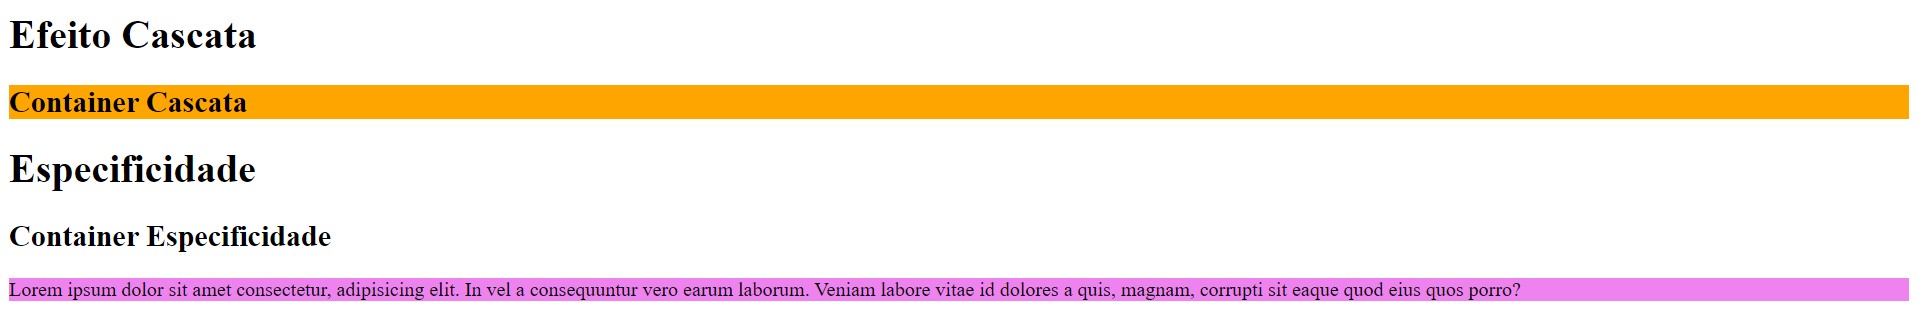 Efeito Cascata
Container Cascata
Especificidade
Container Especificidade
Lorem ipsum dolor sit amet consectetur, adipisicing elit. In vel a consequuntur vero earum laborum. Veniam labore vitae id dolores a quis, magnam, corrupti sit eaque quod eius quos porro?